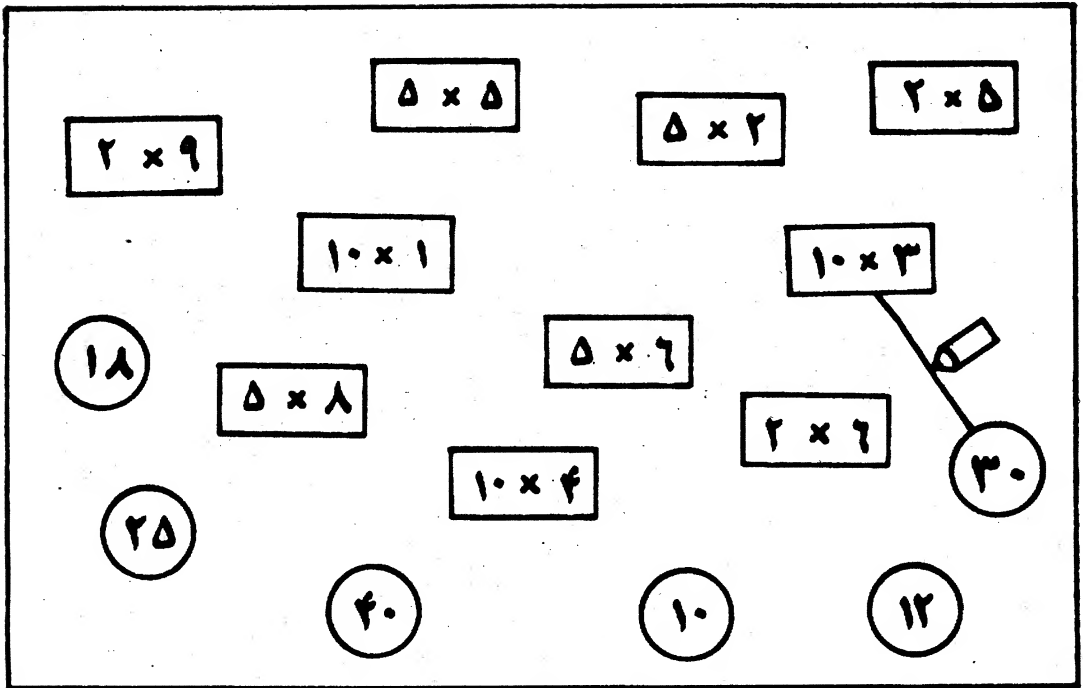 ۵ × ۵
۲ × ۵
۵ × ۲
۲ × ۹
۱۰ × ۱
۱۰ × ۳
۵ × ۶
۱۸
۵ × ۸
۲ × ۶
۱۰ × ۴
۳۰
۲۵
۴۰
۱۰
۱۲